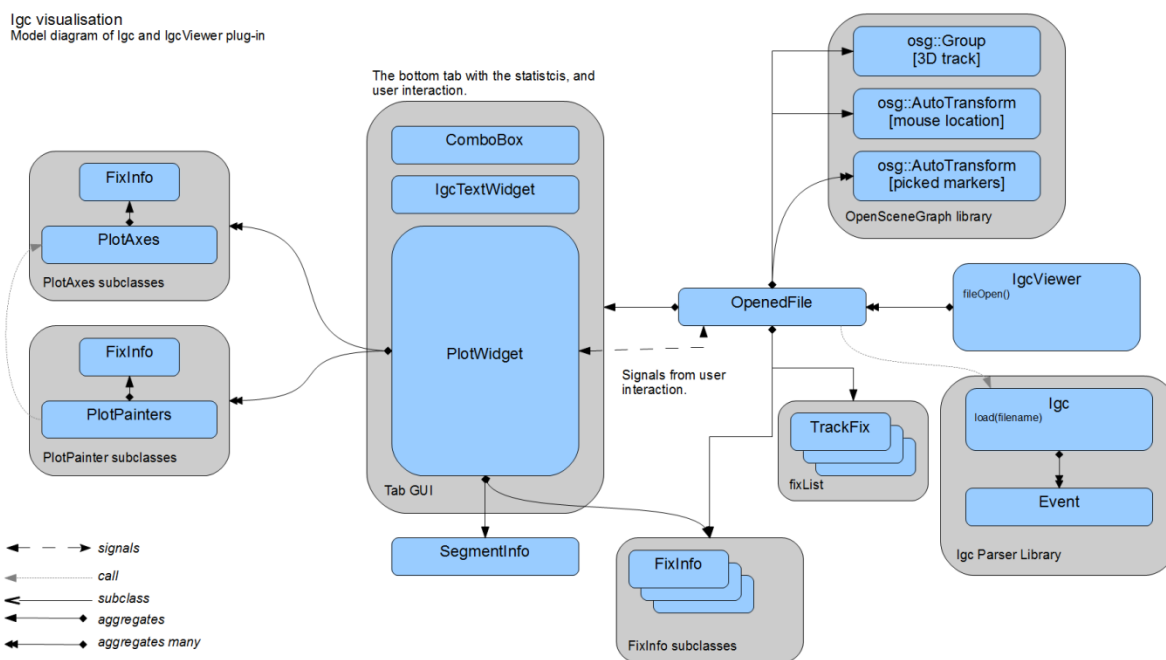 Igc visualisation
Model diagram of Igc and IgcViewer plug-in
The bottom tab with the statistcis, and
user interaction.
ComboBox
IgcTextWidget
PlotWidget
Tab GUI
FixInfo
PlotAxes
PlotAxes subclasses
FixInfo
PlotPainters
PlotPainter subclasses
osg::Group
[3D track]
osg::AutoTransform
[mouse location]
osg::AutoTransform
[picked markers]
OpenSceneGraph library
OpenedFile
IgcViewer
fileOpen()
Signals from user
interaction.
TrackFix
fixList
Igc
load(filename)
Event
Igc Parser Library
SegmentInfo
FixInfo
FixInfo subclasses
signals
call
subclass
aggregates
aggregates many